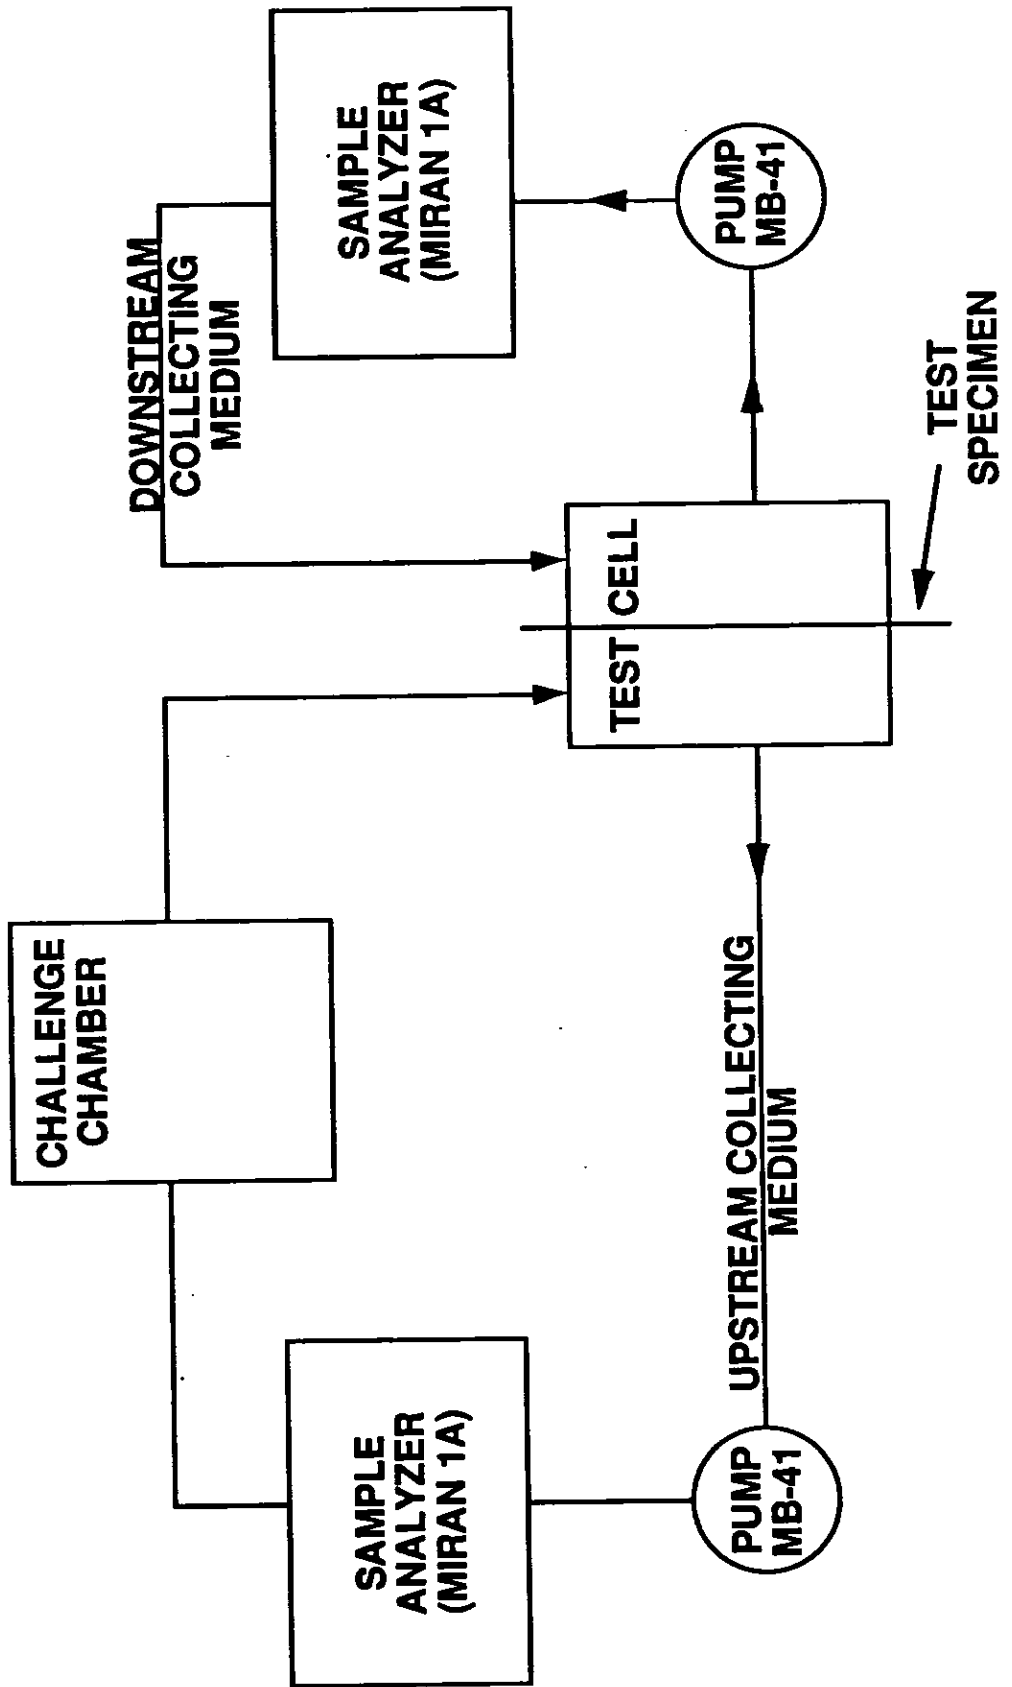 CHALLENGE
CHAMBER
DOWNSTREAM
COLLECTING
MEDIUM
SAMPLE
ANALYZER
(MIRAN 1A)
SAMPLE
ANALYZER
(MIRAN 1A)
TEST CELL
UPSTREAM COLLECTING
MEDIUM
PUMP
MB-41
PUMP
MB-41
TEST
SPECIMEN